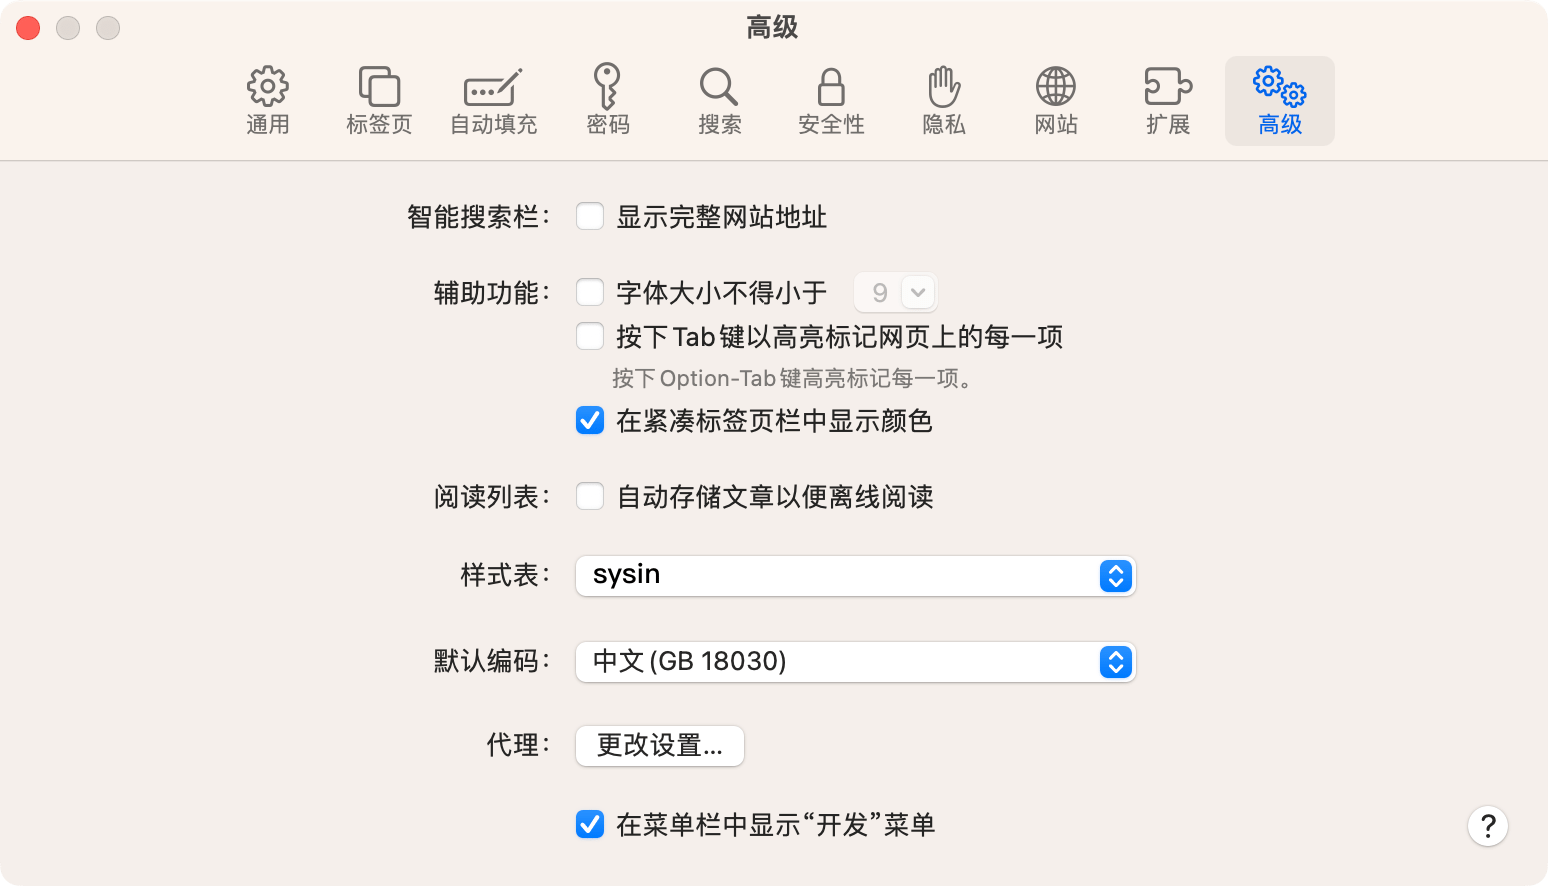 高级
通用 标签页 自动填充 密码 搜索 安全性 隐私 网站 扩展 高级
智能搜索栏： 显示完整网站地址
辅助功能： 字体大小不得小于 9
按下 Tab 键以高亮标记网页上的每一项
按下 Option-Tab 键高亮标记每一项。
在紧凑标签页栏中显示颜色
阅读列表： 自动存储文章以便离线阅读
样式表： sysin
默认编码： 中文 (GB 18030)
代理： 更改设置...
在菜单栏中显示“开发”菜单
?